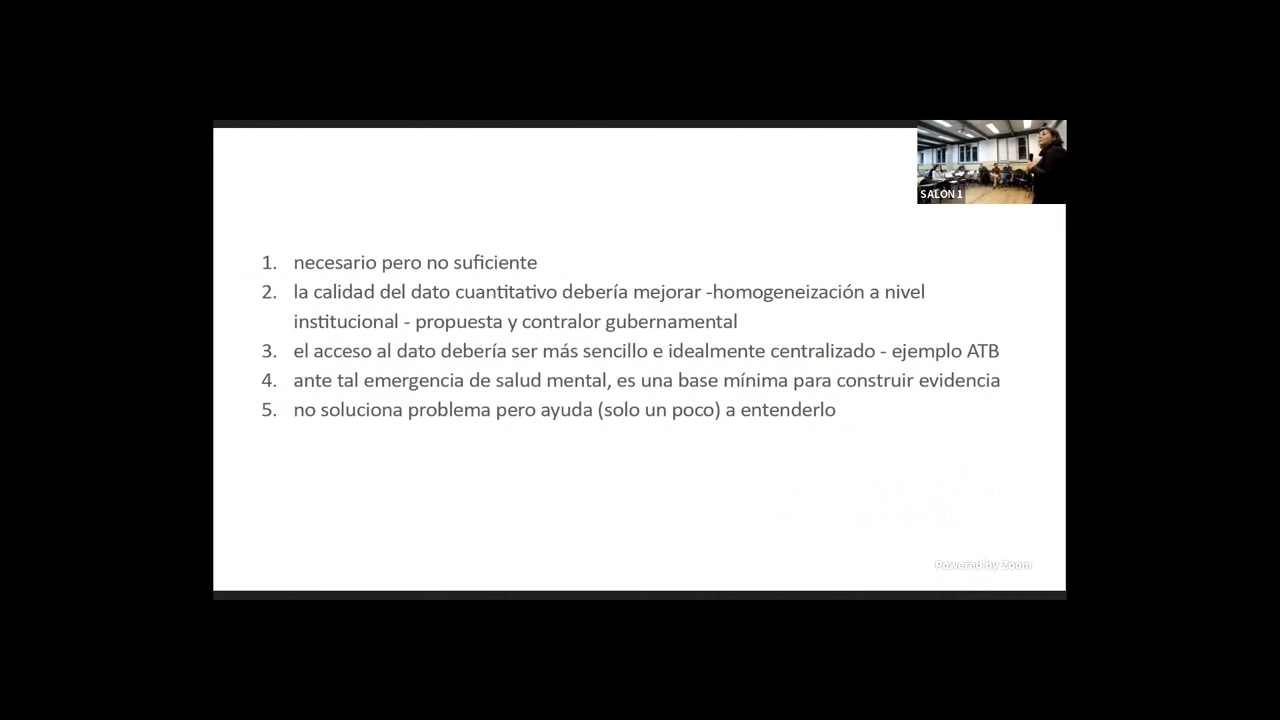 SALON 1
1. necesario pero no suficiente
2. la calidad del dato cuantitativo debería mejorar -homogeneización a nivel
institucional - propuesta y contralor gubernamental
3. el acceso al dato debería ser más sencillo e idealmente centralizado - ejemplo ATB
4. ante tal emergencia de salud mental, es una base mínima para construir evidencia
5. no soluciona problema pero ayuda (solo un poco) a entenderlo
Powered by Zoom